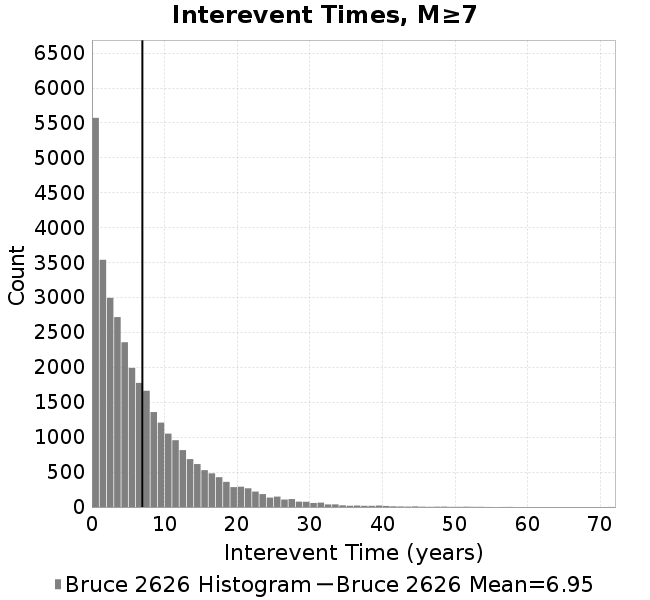 Interevent Times, M≥7
6500
6000
5500
5000
4500
4000
3500
3000
2500
2000
1500
1000
500
0
Count
0 10 20 30 40 50 60 70
Interevent Time (years)
Bruce 2626 Histogram Bruce 2626 Mean=6.95